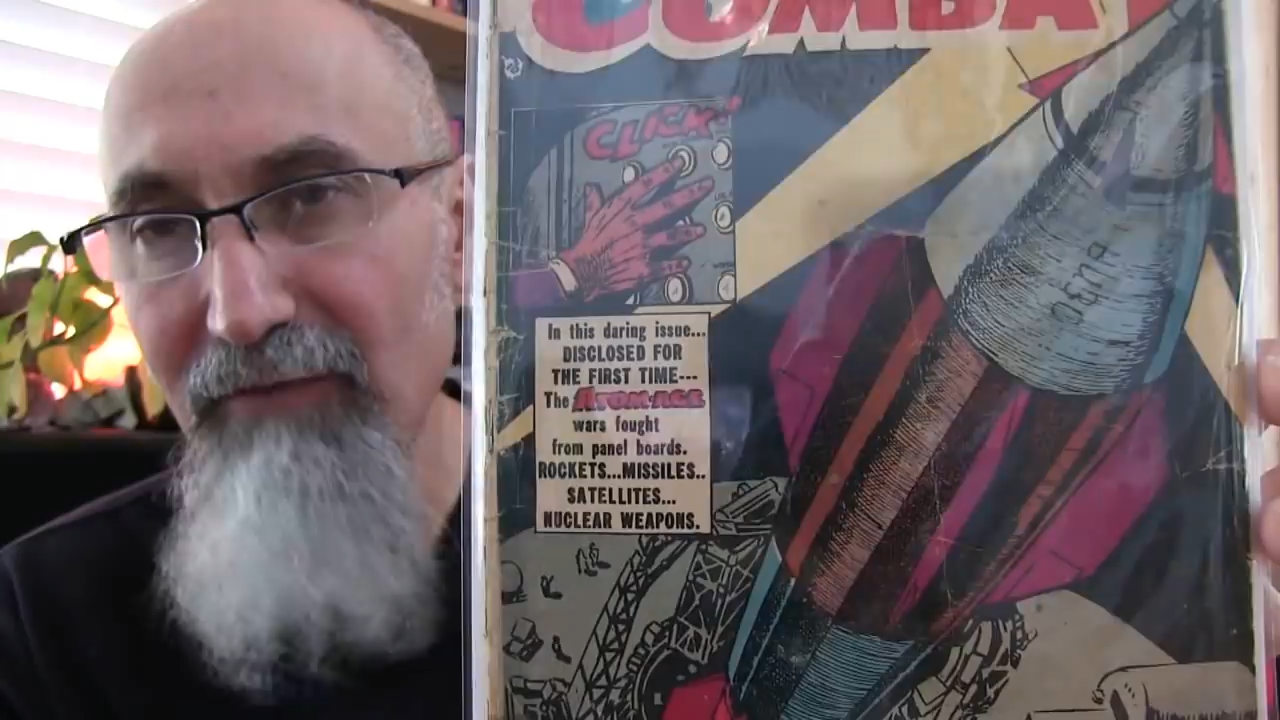 COMBA
CLICK!
In this daring issue...
DISCLOSED FOR
THE FIRST TIME---
The ATOM-AGE
wars fought
from panel boards.
ROCKETS...MISSILES..
SATELLITES...
NUCLEAR WEAPONS.